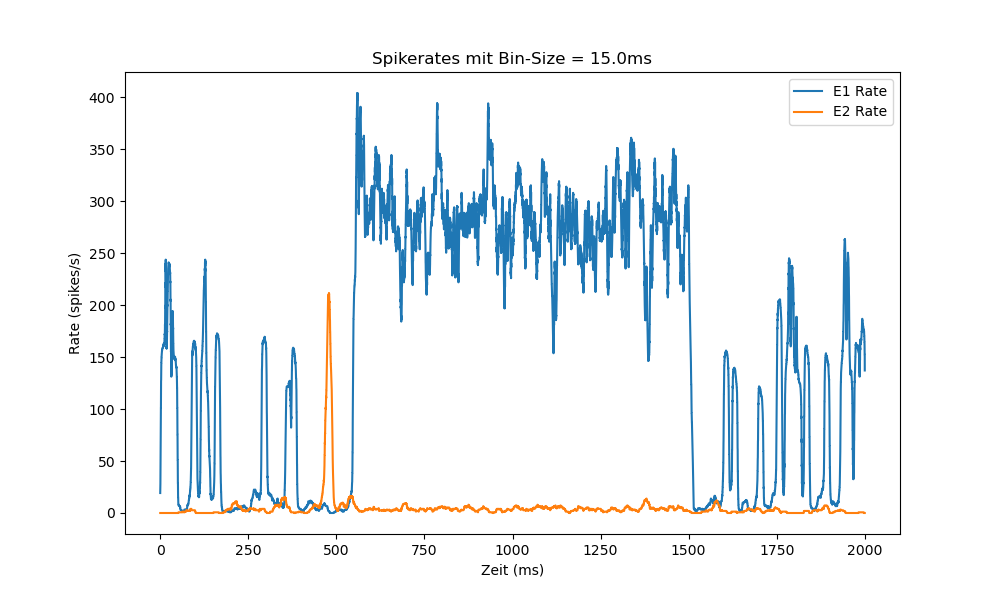 Spikerates mit Bin-Size = 15.0ms
E1 Rate
E2 Rate
400
350
300
250
200
150
100
50
0
Rate (spikes/s)
0 250 500 750 1000 1250 1500 1750 2000
Zeit (ms)